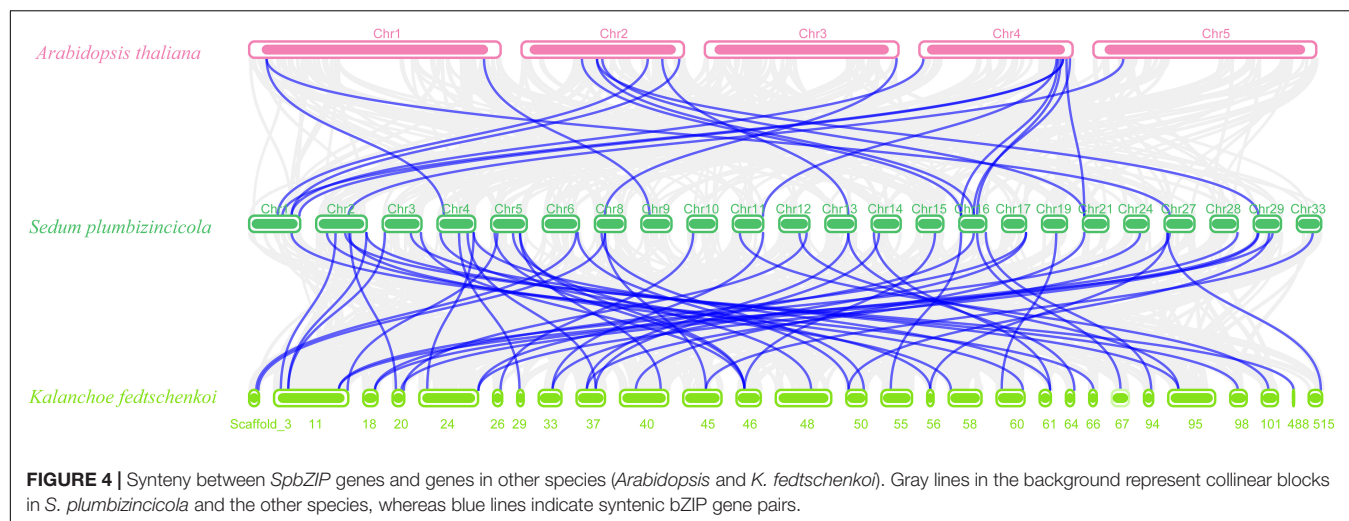 Chr1 Chr2 Chr3 Chr4 Chr5
Arabidopsis thaliana
Chr1 Chr2 Chr3 Chr4 Chr5 Chr6 Chr8 Chr9 Chr10 Chr11 Chr12 Chr13 Chr14 Chr15 Chr16 Chr17 Chr19 Chr21 Chr24 Chr27 Chr28 Chr29 Chr33
Sedum plumbizincicola
Kalanchoe fedtschenkoi
Scaffold_3 11 18 20 24 26 29 33 37 40 45 46 48 50 55 56 58 60 61 64 66 67 94 95 98 101 488 515
FIGURE 4 | Synteny between SpbZIP genes and genes in other species (Arabidopsis and K. fedtschenkoi). Gray lines in the background represent collinear blocks
in S. plumbizincicola and the other species, whereas blue lines indicate syntenic bZIP gene pairs.